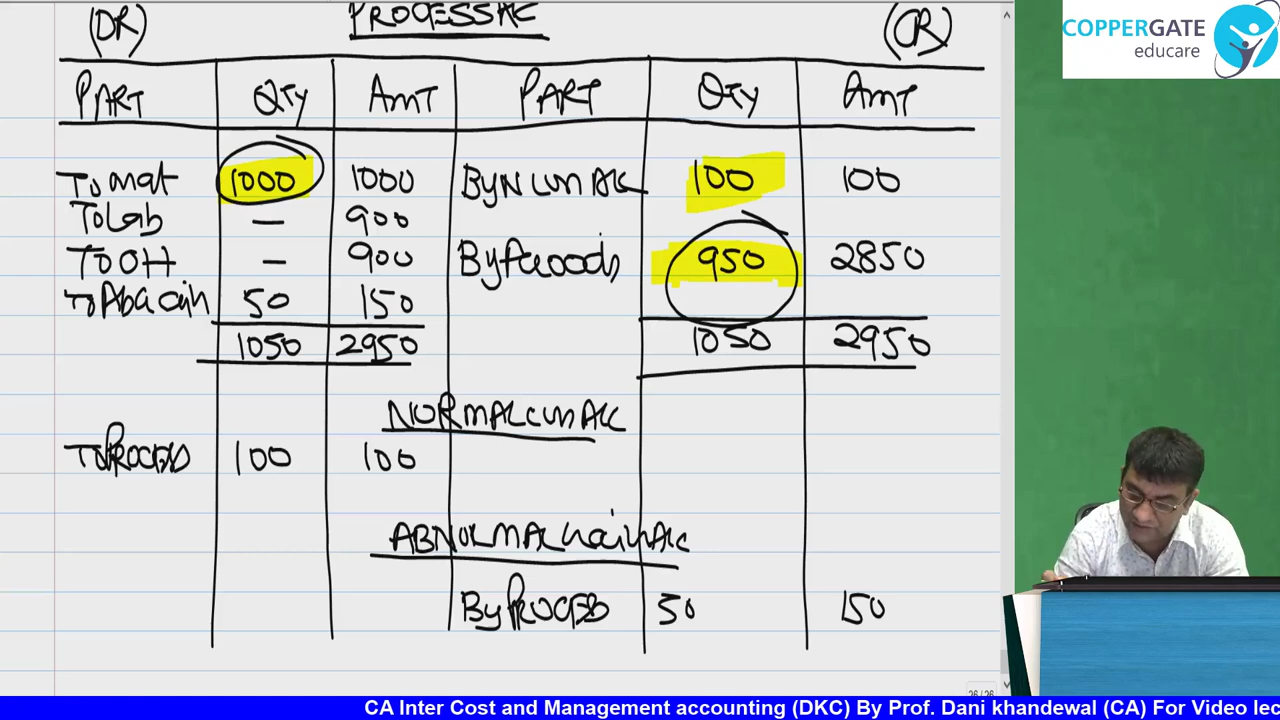 (DR) PROCESS A/C (CR)
COPPERGATE
educare
PART QTY AMT PART QTY AMT
To mat 1000 1000 By N Loss A/c 100 100
To Lab — 900
To OH — 900 By F Goods 950 2850
To Ab Gain 50 150
1050 2950 1050 2950
NORMAL LOSS A/C
To Process 100 100
ABNORMAL Gain A/c
By Process 50 150
26/26
CA Inter Cost and Management accounting (DKC) By Prof. Dani khandewal (CA) For Video lec